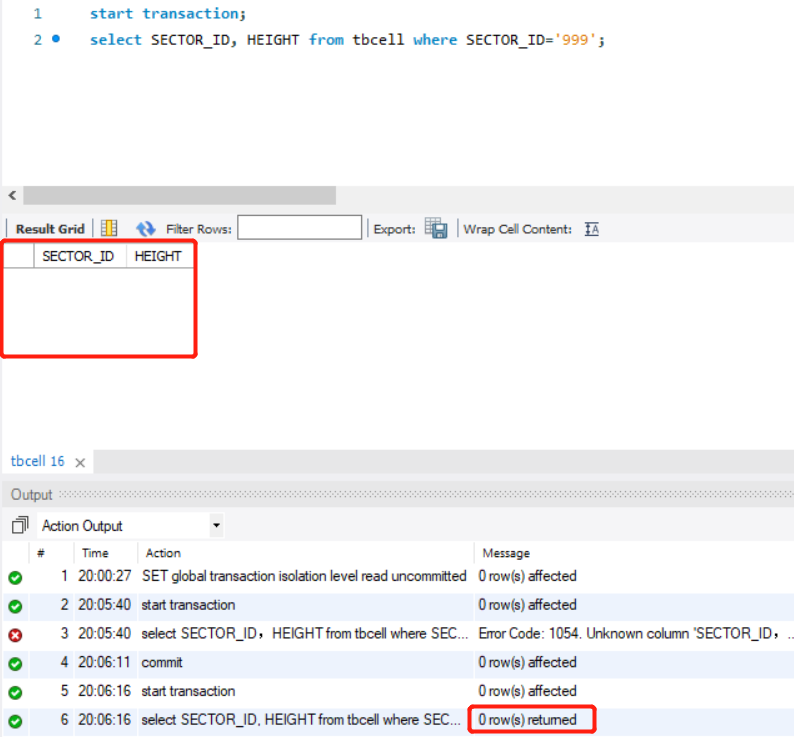 1 start transaction;
2 select SECTOR_ID, HEIGHT from tbcell where SECTOR_ID='999';
Result Grid Filter Rows: Export: Wrap Cell Content: IA
SECTOR_ID HEIGHT
tbcell 16
Output
Action Output
# Time Action Message
1 20:00:27 SET global transaction isolation level read uncommitted 0 row(s) affected
2 20:05:40 start transaction 0 row(s) affected
3 20:05:40 select SECTOR_ID，HEIGHT from tbcell where SEC... Error Code: 1054. Unknown column 'SECTOR_ID，...
4 20:06:11 commit 0 row(s) affected
5 20:06:16 start transaction 0 row(s) affected
6 20:06:16 select SECTOR_ID, HEIGHT from tbcell where SEC... 0 row(s) returned